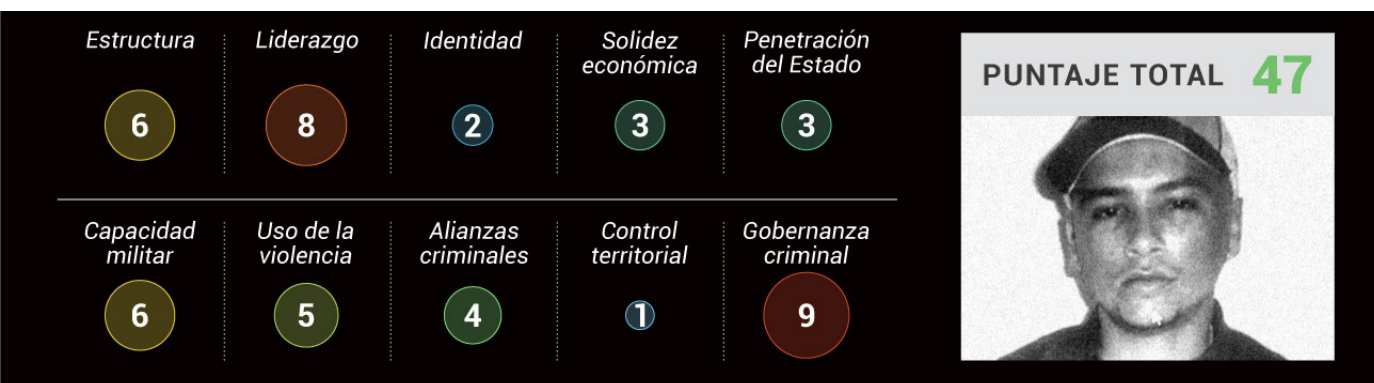 Estructura
Liderazgo
Identidad
Solidez
económica
Penetración
del Estado
6
8
2
3
3
Capacidad
militar
Uso de la
violencia
Alianzas
criminales
Control
territorial
Gobernanza
criminal
6
5
4
1
9
PUNTAJE TOTAL 47